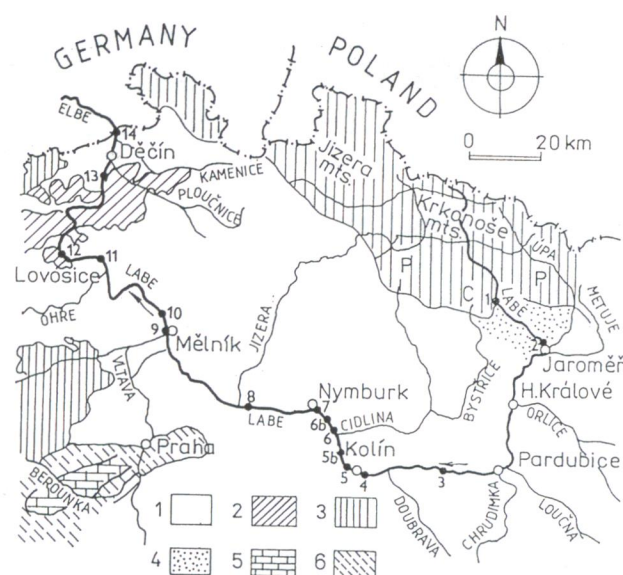 GERMANY
POLAND
N
0 20 km
ELBE
14
Děčín
KAMENICE
13
PLOUČNICE
Jizera
mts.
Krkonoše
mts.
ÚPA
P
P
P
C
1
LABE
METUJE
2
12
11
Lovosice
LABE
OHŘE
10
9
Mělník
JIZERA
BYSTŘICE
Jaroměř
H.Králové
ORLICE
VLTAVA
8
LABE
Nymburk
7
6b
6
CIDLINA
Kolín
5b
5
4
3
Pardubice
Praha
BEROUNKA
DOUBRAVA
CHRUDIMKA
LOUČNA
1
2
3
4
5
6